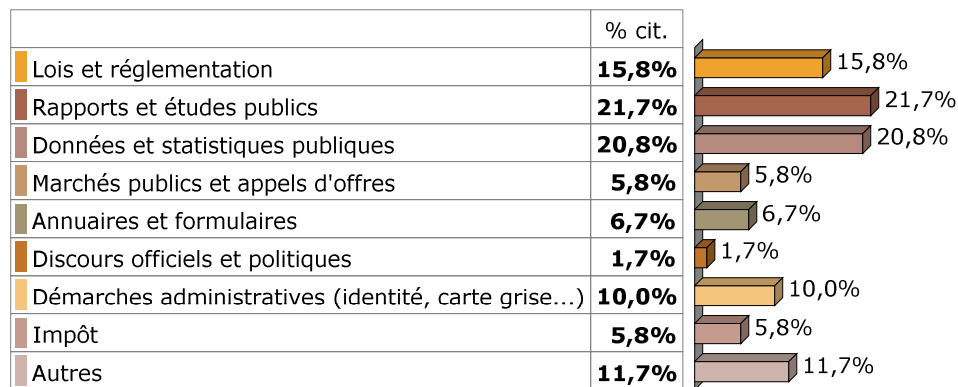 % cit.
Lois et réglementation 15,8% 15,8%
Rapports et études publics 21,7% 21,7%
Données et statistiques publiques 20,8% 20,8%
Marchés publics et appels d'offres 5,8% 5,8%
Annuaires et formulaires 6,7% 6,7%
Discours officiels et politiques 1,7% 1,7%
Démarches administratives (identité, carte grise...) 10,0% 10,0%
Impôt 5,8% 5,8%
Autres 11,7% 11,7%